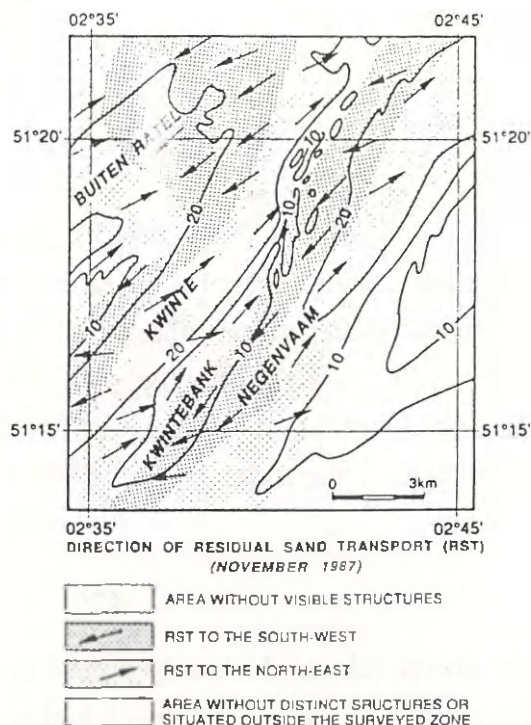 02°35' 02°45'
51°20' 51°20'
BUITEN RATEL
10
20
10
20
KWINTE
10
20
10
10
NEGENVAAM
10
KWINTEBANK
51°15' 51°15'
0 3km
02°35' 02°45'
DIRECTION OF RESIDUAL SAND TRANSPORT (RST)
(NOVEMBER 1987)
AREA WITHOUT VISIBLE STRUCTURES
RST TO THE SOUTH-WEST
RST TO THE NORTH-EAST
AREA WITHOUT DISTINCT SRUCTURES OR
SITUATED OUTSIDE THE SURVEYED ZONE